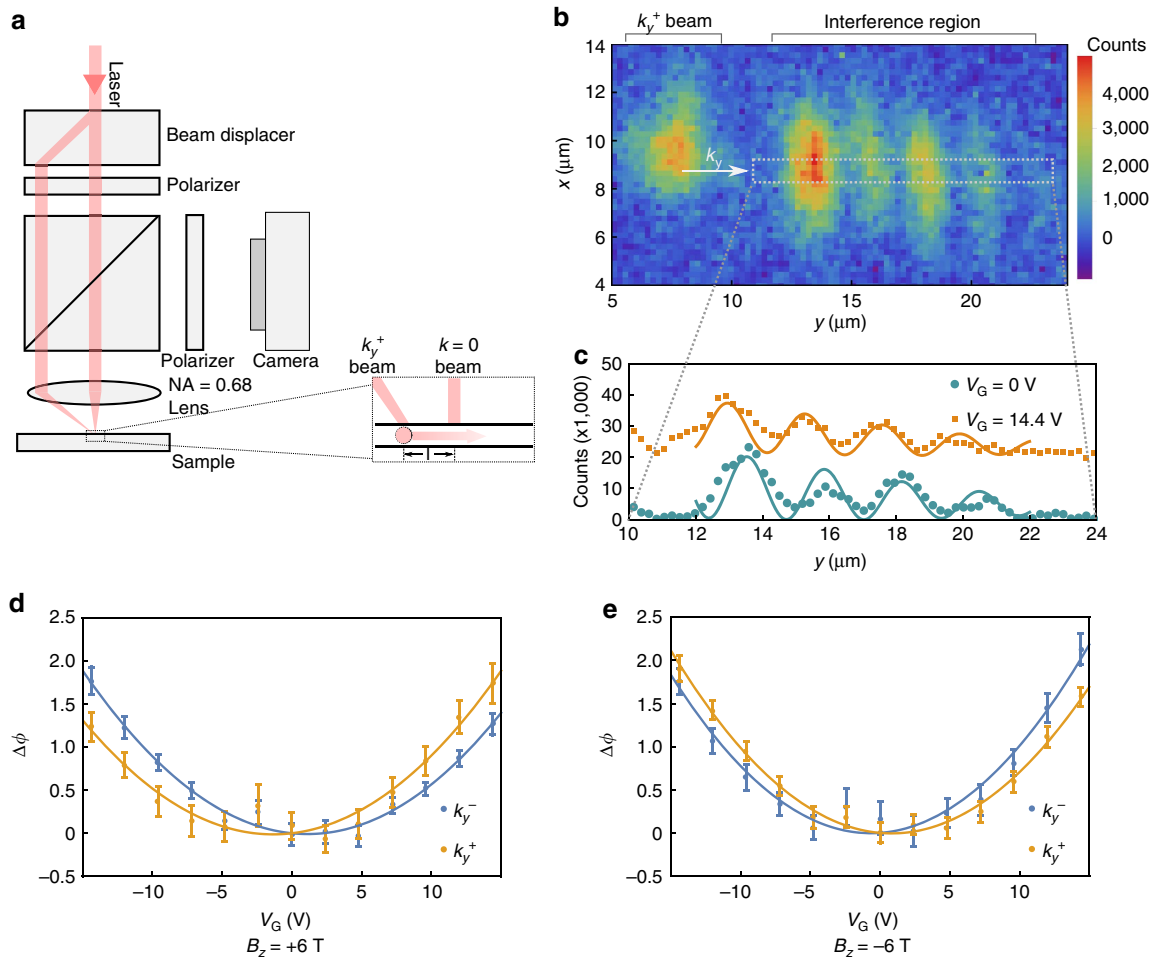 a
Laser
Beam displacer
Polarizer
Polarizer
Camera
NA = 0.68
Lens
Sample
k_y^+ beam
k = 0 beam
l
b
k_y^+ beam
Interference region
Counts
14
12
10
8
6
4
x (μm)
k_y
5
10
15
20
y (μm)
4,000
3,000
2,000
1,000
0
c
50
40
30
20
10
0
Counts (x1,000)
V_G = 0 V
V_G = 14.4 V
10
12
14
16
18
20
22
24
y (μm)
d
2.5
2.0
1.5
1.0
0.5
0
−0.5
Δϕ
k_y^−
k_y^+
−10
−5
0
5
10
V_G (V)
B_z = +6 T
e
2.5
2.0
1.5
1.0
0.5
0
−0.5
Δϕ
k_y^−
k_y^+
−10
−5
0
5
10
V_G (V)
B_z = −6 T